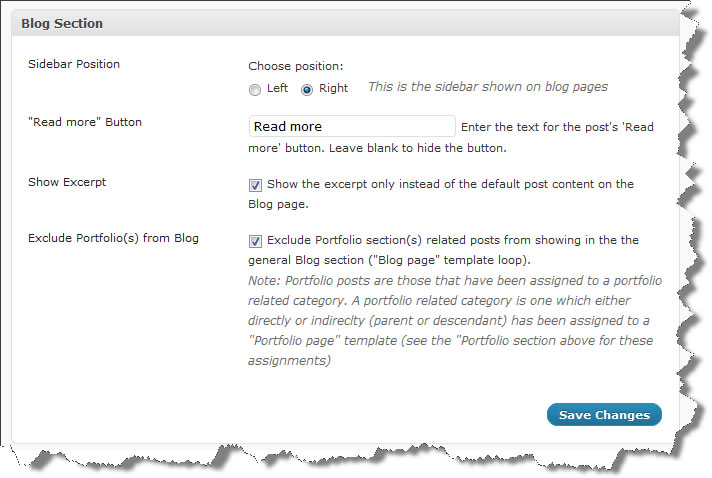 Blog Section
Sidebar Position
Choose position:
Left Right This is the sidebar shown on blog pages
"Read more" Button
Read more Enter the text for the post's 'Read
more' button. Leave blank to hide the button.
Show Excerpt
Show the excerpt only instead of the default post content on the
Blog page.
Exclude Portfolio(s) from Blog
Exclude Portfolio section(s) related posts from showing in the the
general Blog section ("Blog page" template loop).
Note: Portfolio posts are those that have been assigned to a portfolio
related category. A portfolio related category is one which either
directly or indireclty (parent or descendant) has been assigned to a
"Portfolio page" template (see the "Portfolio section above for these
assignments)
Save Changes